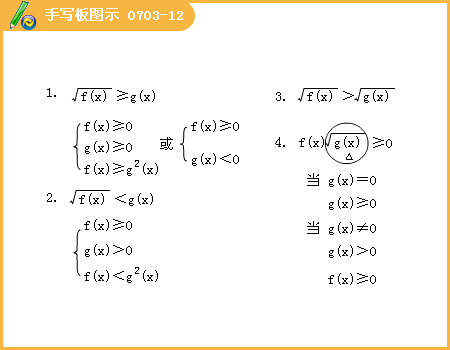 手写板图示 0703-12
1. √f(x) ≥g(x)
f(x)≥0
g(x)≥0
f(x)≥g²(x)
或
f(x)≥0
g(x)<0
2. √f(x) <g(x)
f(x)≥0
g(x)>0
f(x)<g²(x)
3. √f(x) >√g(x)
4. f(x)√g(x) ≥0
△
当 g(x)=0
g(x)≥0
当 g(x)≠0
g(x)>0
f(x)≥0